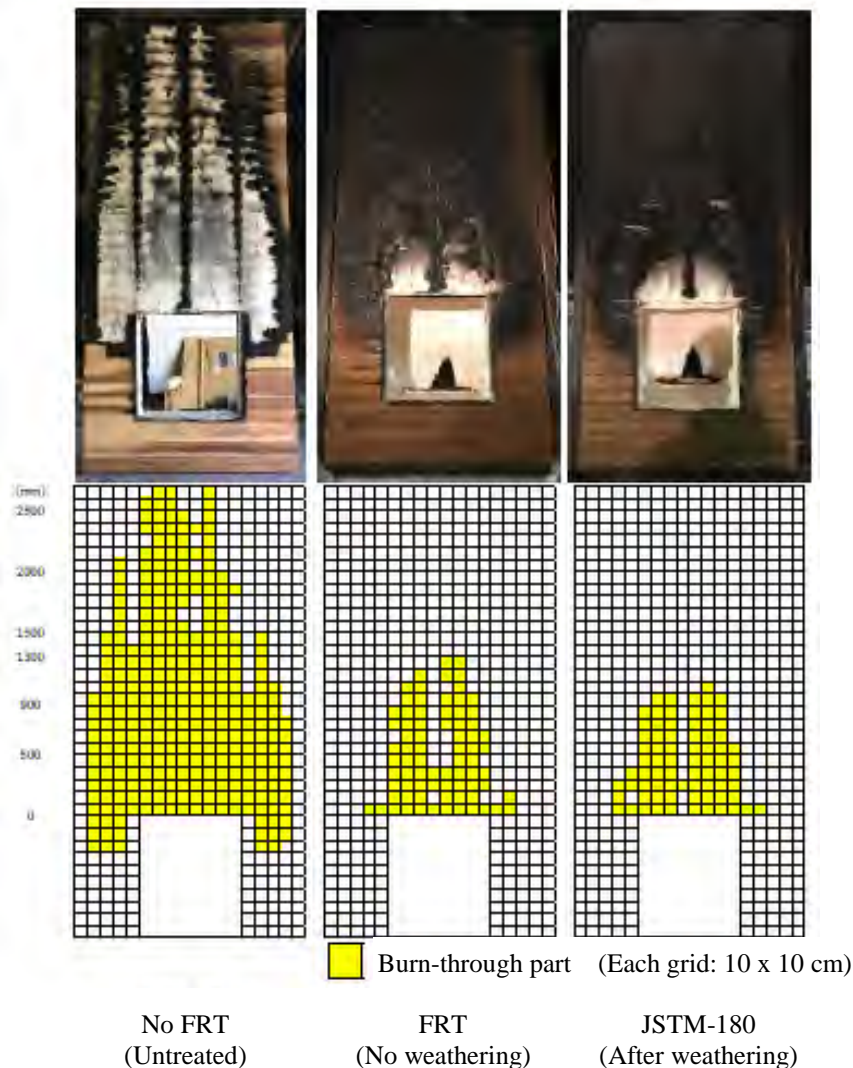 (mm)
2500
2000
1500
1300
900
500
0
Burn-through part (Each grid: 10 x 10 cm)
No FRT FRT JSTM-180
(Untreated) (No weathering) (After weathering)